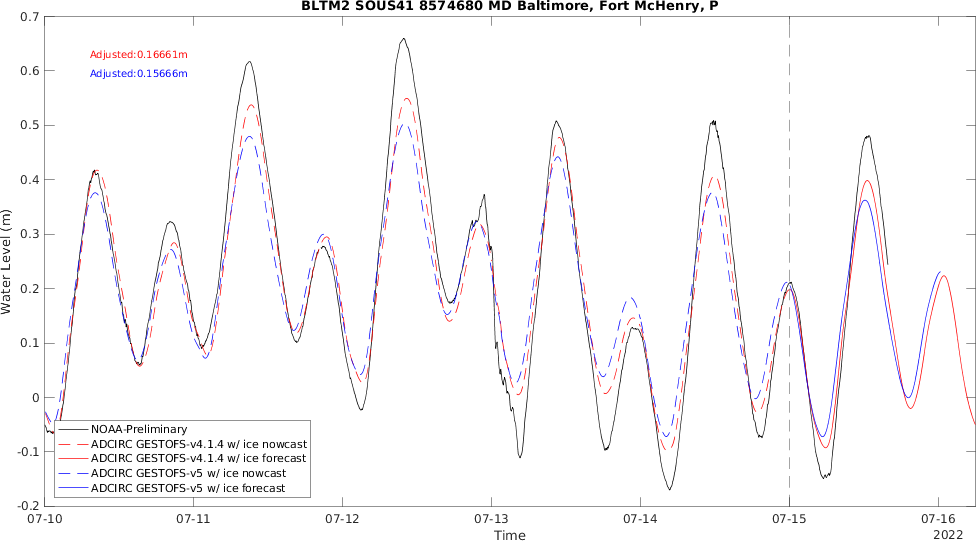 BLTM2 SOUS41 8574680 MD Baltimore, Fort McHenry, P
Adjusted:0.16661m
Adjusted:0.15666m
0.7
0.6
0.5
0.4
0.3
0.2
0.1
0
-0.1
-0.2
Water Level (m)
NOAA-Preliminary
ADCIRC GESTOFS-v4.1.4 w/ ice nowcast
ADCIRC GESTOFS-v4.1.4 w/ ice forecast
ADCIRC GESTOFS-v5 w/ ice nowcast
ADCIRC GESTOFS-v5 w/ ice forecast
07-10 07-11 07-12 07-13 07-14 07-15 07-16
Time
2022